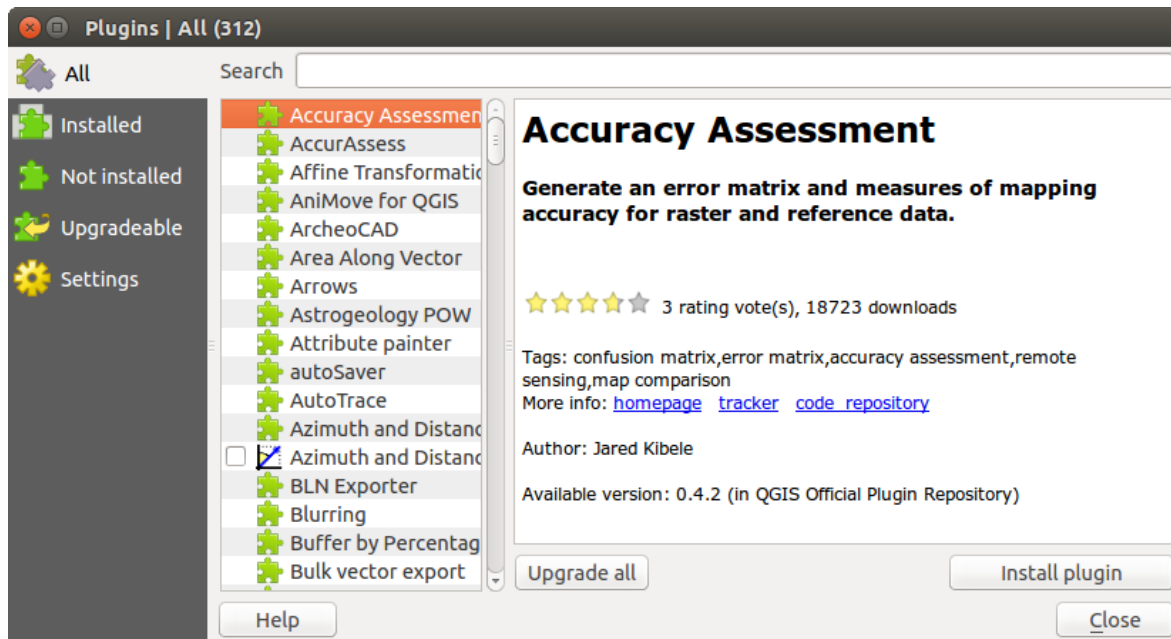 Plugins | All (312)
All
Installed
Not installed
Upgradeable
Settings
Search
Accuracy Assessmen
AccurAssess
Affine Transformatic
AniMove for QGIS
ArcheoCAD
Area Along Vector
Arrows
Astrogeology POW
Attribute painter
autoSaver
AutoTrace
Azimuth and Distanc
Azimuth and Distanc
BLN Exporter
Blurring
Buffer by Percentag
Bulk vector export
Accuracy Assessment
Generate an error matrix and measures of mapping
accuracy for raster and reference data.
3 rating vote(s), 18723 downloads
Tags: confusion matrix,error matrix,accuracy assessment,remote
sensing,map comparison
More info: homepage tracker code_repository
Author: Jared Kibele
Available version: 0.4.2 (in QGIS Official Plugin Repository)
Upgrade all
Install plugin
Help
Close